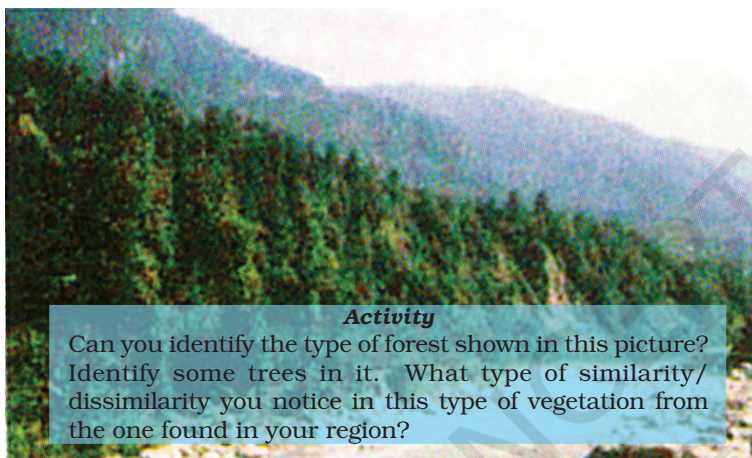 Activity
Can you identify the type of forest shown in this picture?
Identify some trees in it. What type of similarity/
dissimilarity you notice in this type of vegetation from
the one found in your region?